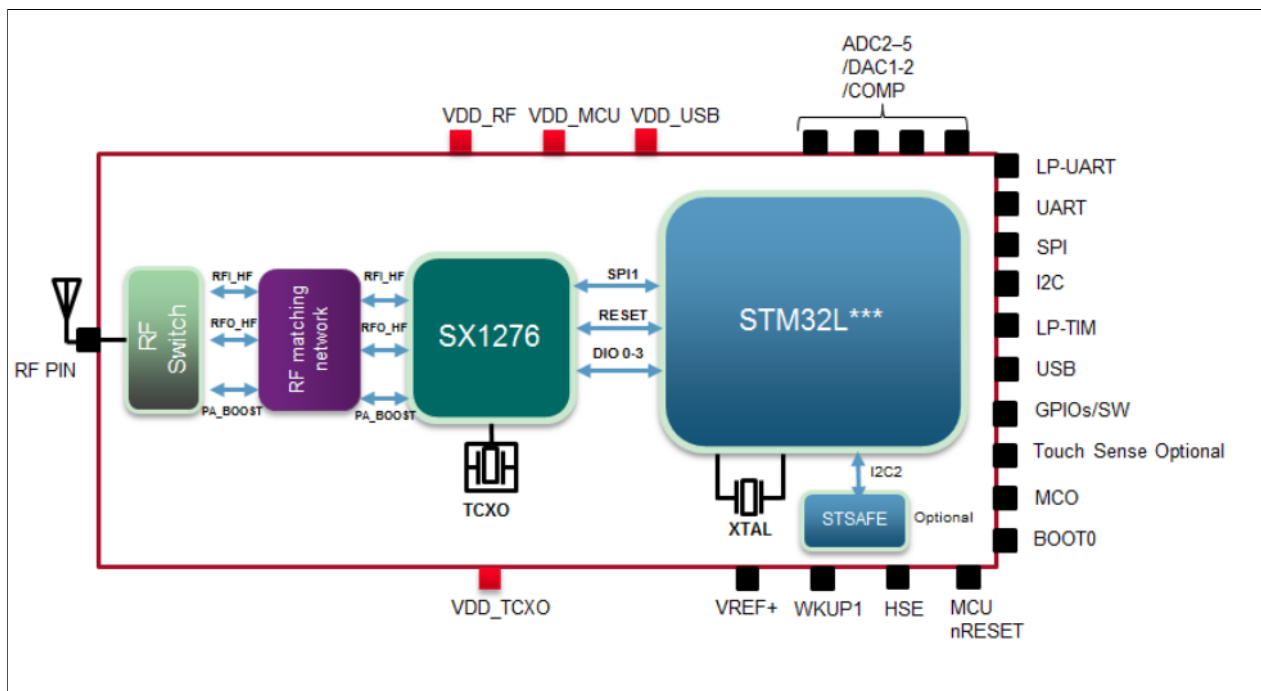 ADC2–5
/DAC1-2
/COMP
VDD_RF VDD_MCU VDD_USB
LP-UART
UART
SPI
I2C
LP-TIM
USB
GPIOs/SW
Touch Sense Optional
MCO
BOOT0
RF PIN
RF
Switch
RFI_HF
RFO_HF
PA_BOOST
RF matching
network
RFI_HF
RFO_HF
PA_BOOST
SX1276
SPI1
RESET
DIO 0-3
STM32L***
TCXO
XTAL
I2C2
STSAFE
Optional
VDD_TCXO
VREF+
WKUP1
HSE
MCU
nRESET